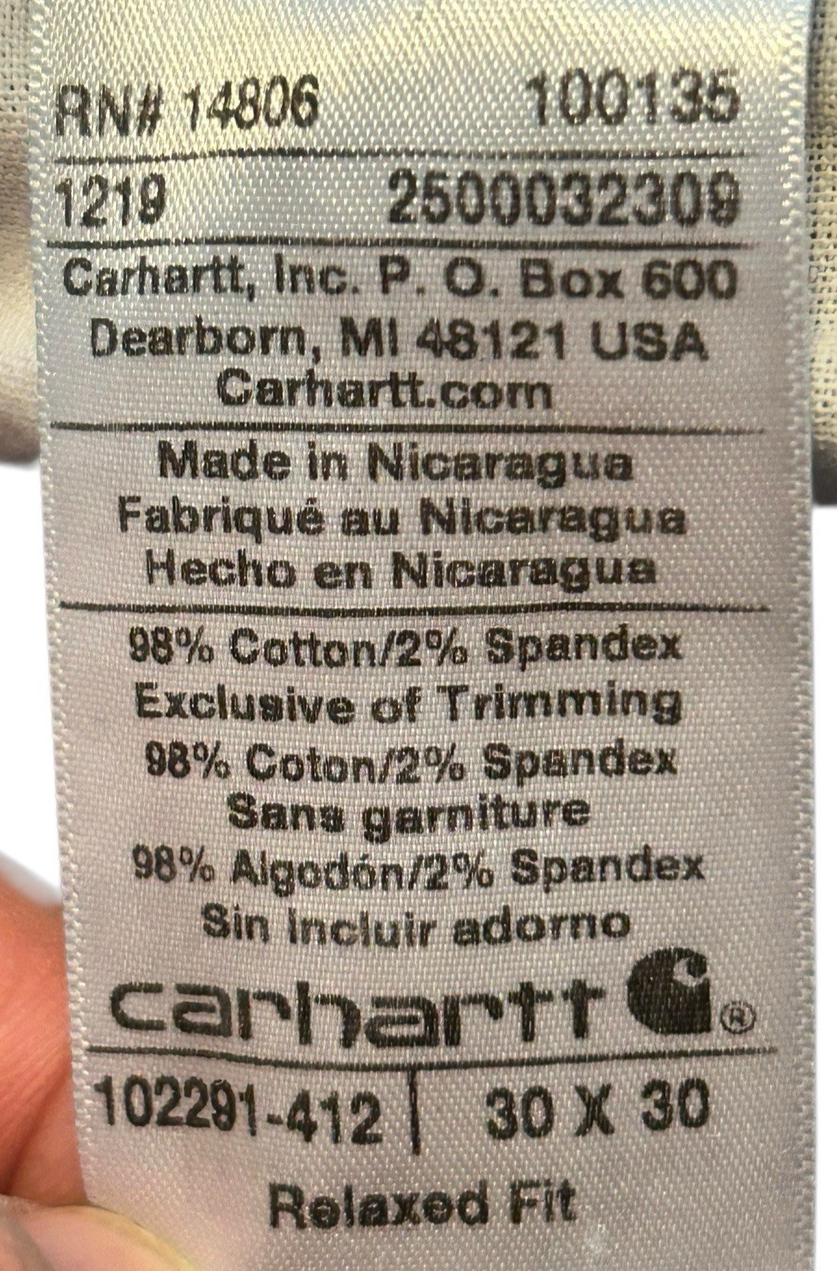 RN# 14806 100135
1219 2500032309
Carhartt, Inc. P. O. Box 600
Dearborn, MI 48121 USA
Carhartt.com
Made in Nicaragua
Fabriqué au Nicaragua
Hecho en Nicaragua
98% Cotton/2% Spandex
Exclusive of Trimming
98% Coton/2% Spandex
Sans garniture
98% Algodón/2% Spandex
Sin incluir adorno
carhartt ®
102291-412 | 30 X 30
Relaxed Fit